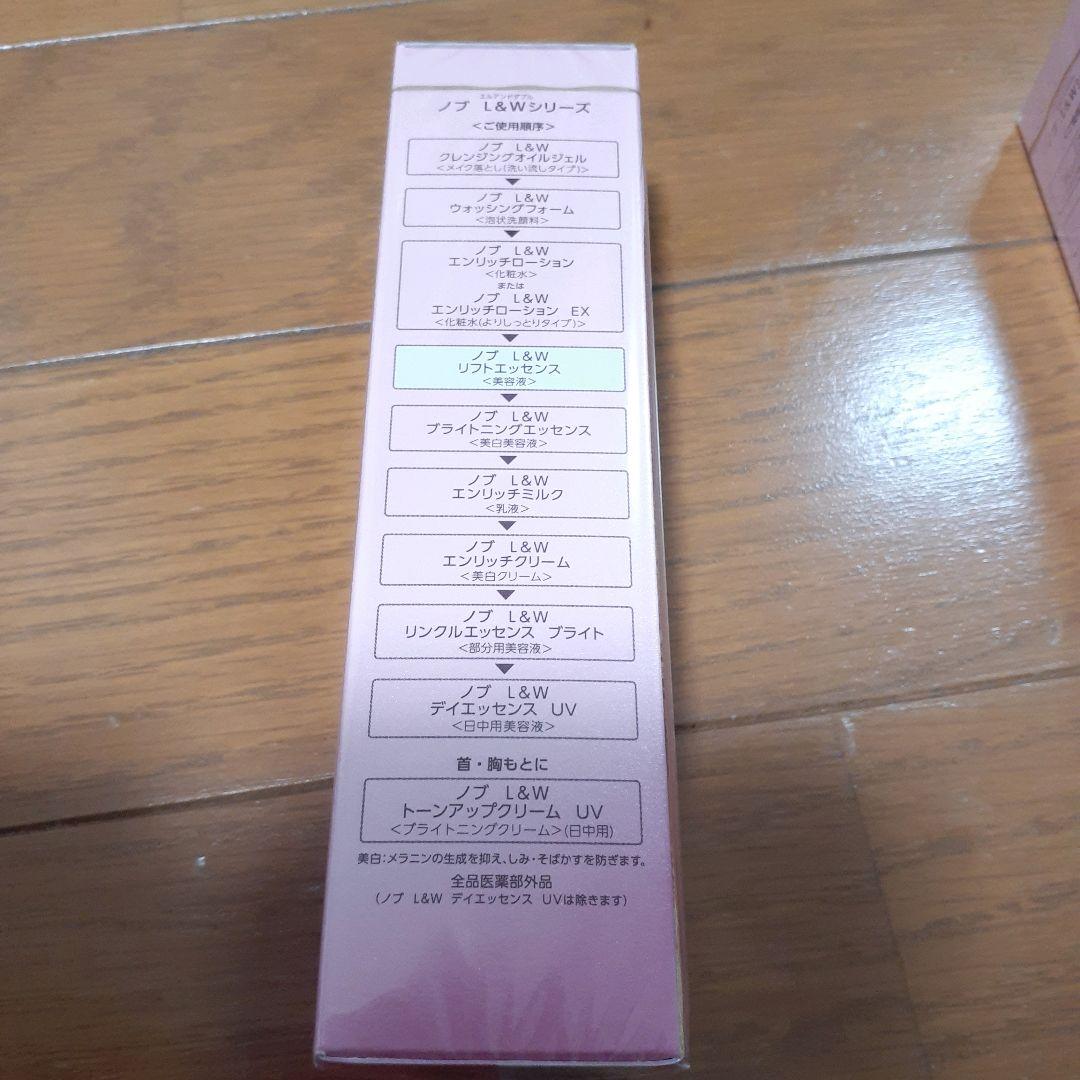 エルアンドダブル
ノブ L&Wシリーズ
<ご使用順序>
ノブ L&W
クレンジングオイルジェル
<メイク落とし(洗い流しタイプ)>
ノブ L&W
ウォッシングフォーム
<泡状洗顔料>
ノブ L&W
エンリッチローション
<化粧水>
または
ノブ L&W
エンリッチローション EX
<化粧水(よりしっとりタイプ)>
ノブ L&W
リフトエッセンス
<美容液>
ノブ L&W
ブライトニングエッセンス
<美白美容液>
ノブ L&W
エンリッチミルク
<乳液>
ノブ L&W
エンリッチクリーム
<美白クリーム>
ノブ L&W
リンクルエッセンス ブライト
<部分用美容液>
ノブ L&W
デイエッセンス UV
<日中用美容液>
首・胸もとに
ノブ L&W
トーンアップクリーム UV
<ブライトニングクリーム>(日中用)
美白:メラニンの生成を抑え、しみ・そばかすを防ぎます。
全品医薬部外品
(ノブ L&W デイエッセンス UVは除きます)